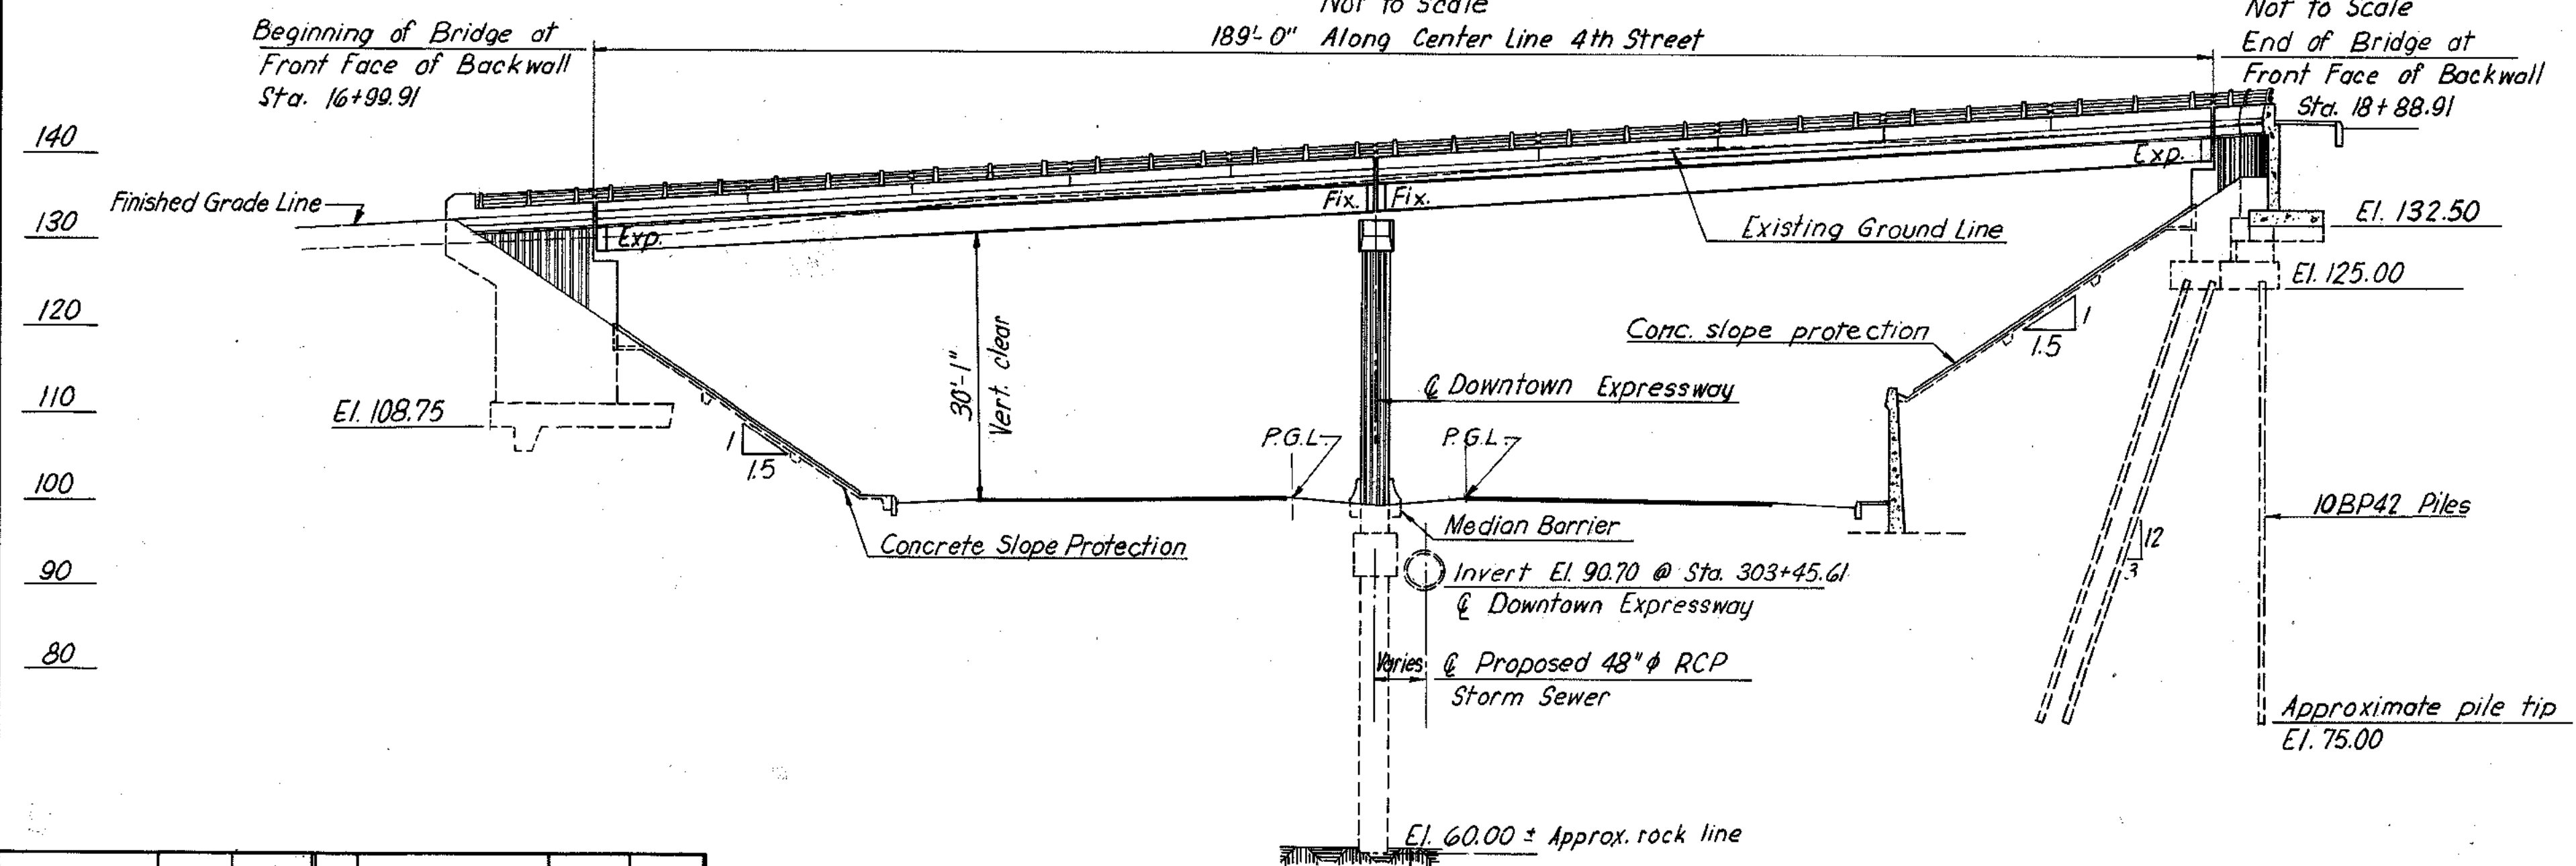 Not to Scale
189'-0" Along Center Line 4th Street
Beginning of Bridge at
Front Face of Backwall
Sta. 16+99.91
Not to Scale
End of Bridge at
Front Face of Backwall
Sta. 18+88.91
140
130
120
110
100
90
80
Finished Grade Line
Exp.
Fix.
Fix.
Exp.
Existing Ground Line
El. 132.50
El. 125.00
30'-1"
Vert. clear
Conc. slope protection
1
1.5
℄ Downtown Expressway
El. 108.75
1
1.5
P.G.L.
P.G.L.
Concrete Slope Protection
Median Barrier
10BP42 Piles
12
3
Invert El. 90.70 @ Sta. 303+45.61
℄ Downtown Expressway
Varies
℄ Proposed 48"ϕ RCP
Storm Sewer
Approximate pile tip
El. 75.00
El. 60.00 ± Approx. rock line